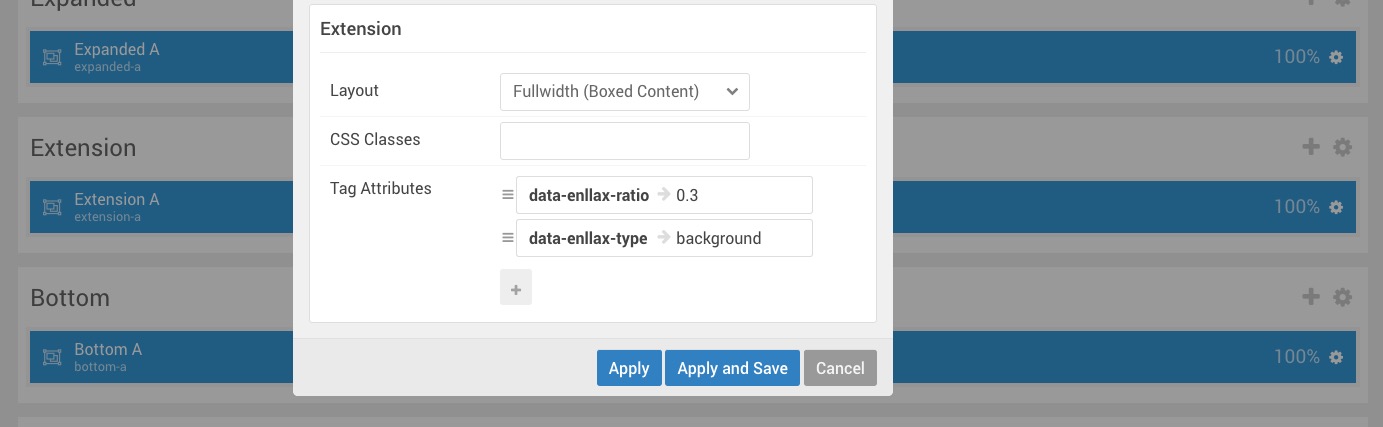 Expanded
Expanded A
expanded-a
100%
Extension
Extension A
extension-a
100%
Bottom
Bottom A
bottom-a
100%
Extension
Layout
Fullwidth (Boxed Content)
CSS Classes
Tag Attributes
data-enllax-ratio 0.3
data-enllax-type background
Apply
Apply and Save
Cancel